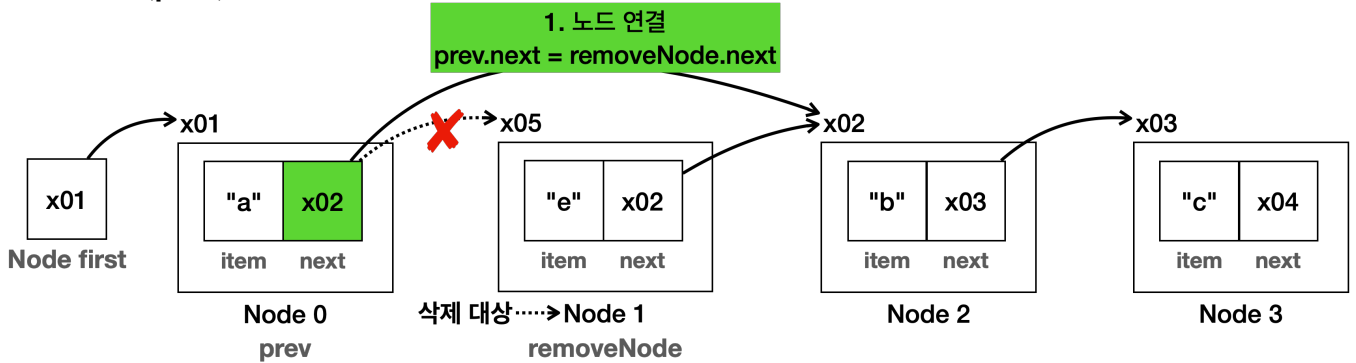 1. 노드 연결
prev.next = removeNode.next
x01
x05
x02
x03
x01
"a"
x02
"e"
x02
"b"
x03
"c"
x04
Node first
item
next
item
next
item
next
item
next
Node 0
삭제 대상
Node 1
Node 2
Node 3
prev
removeNode